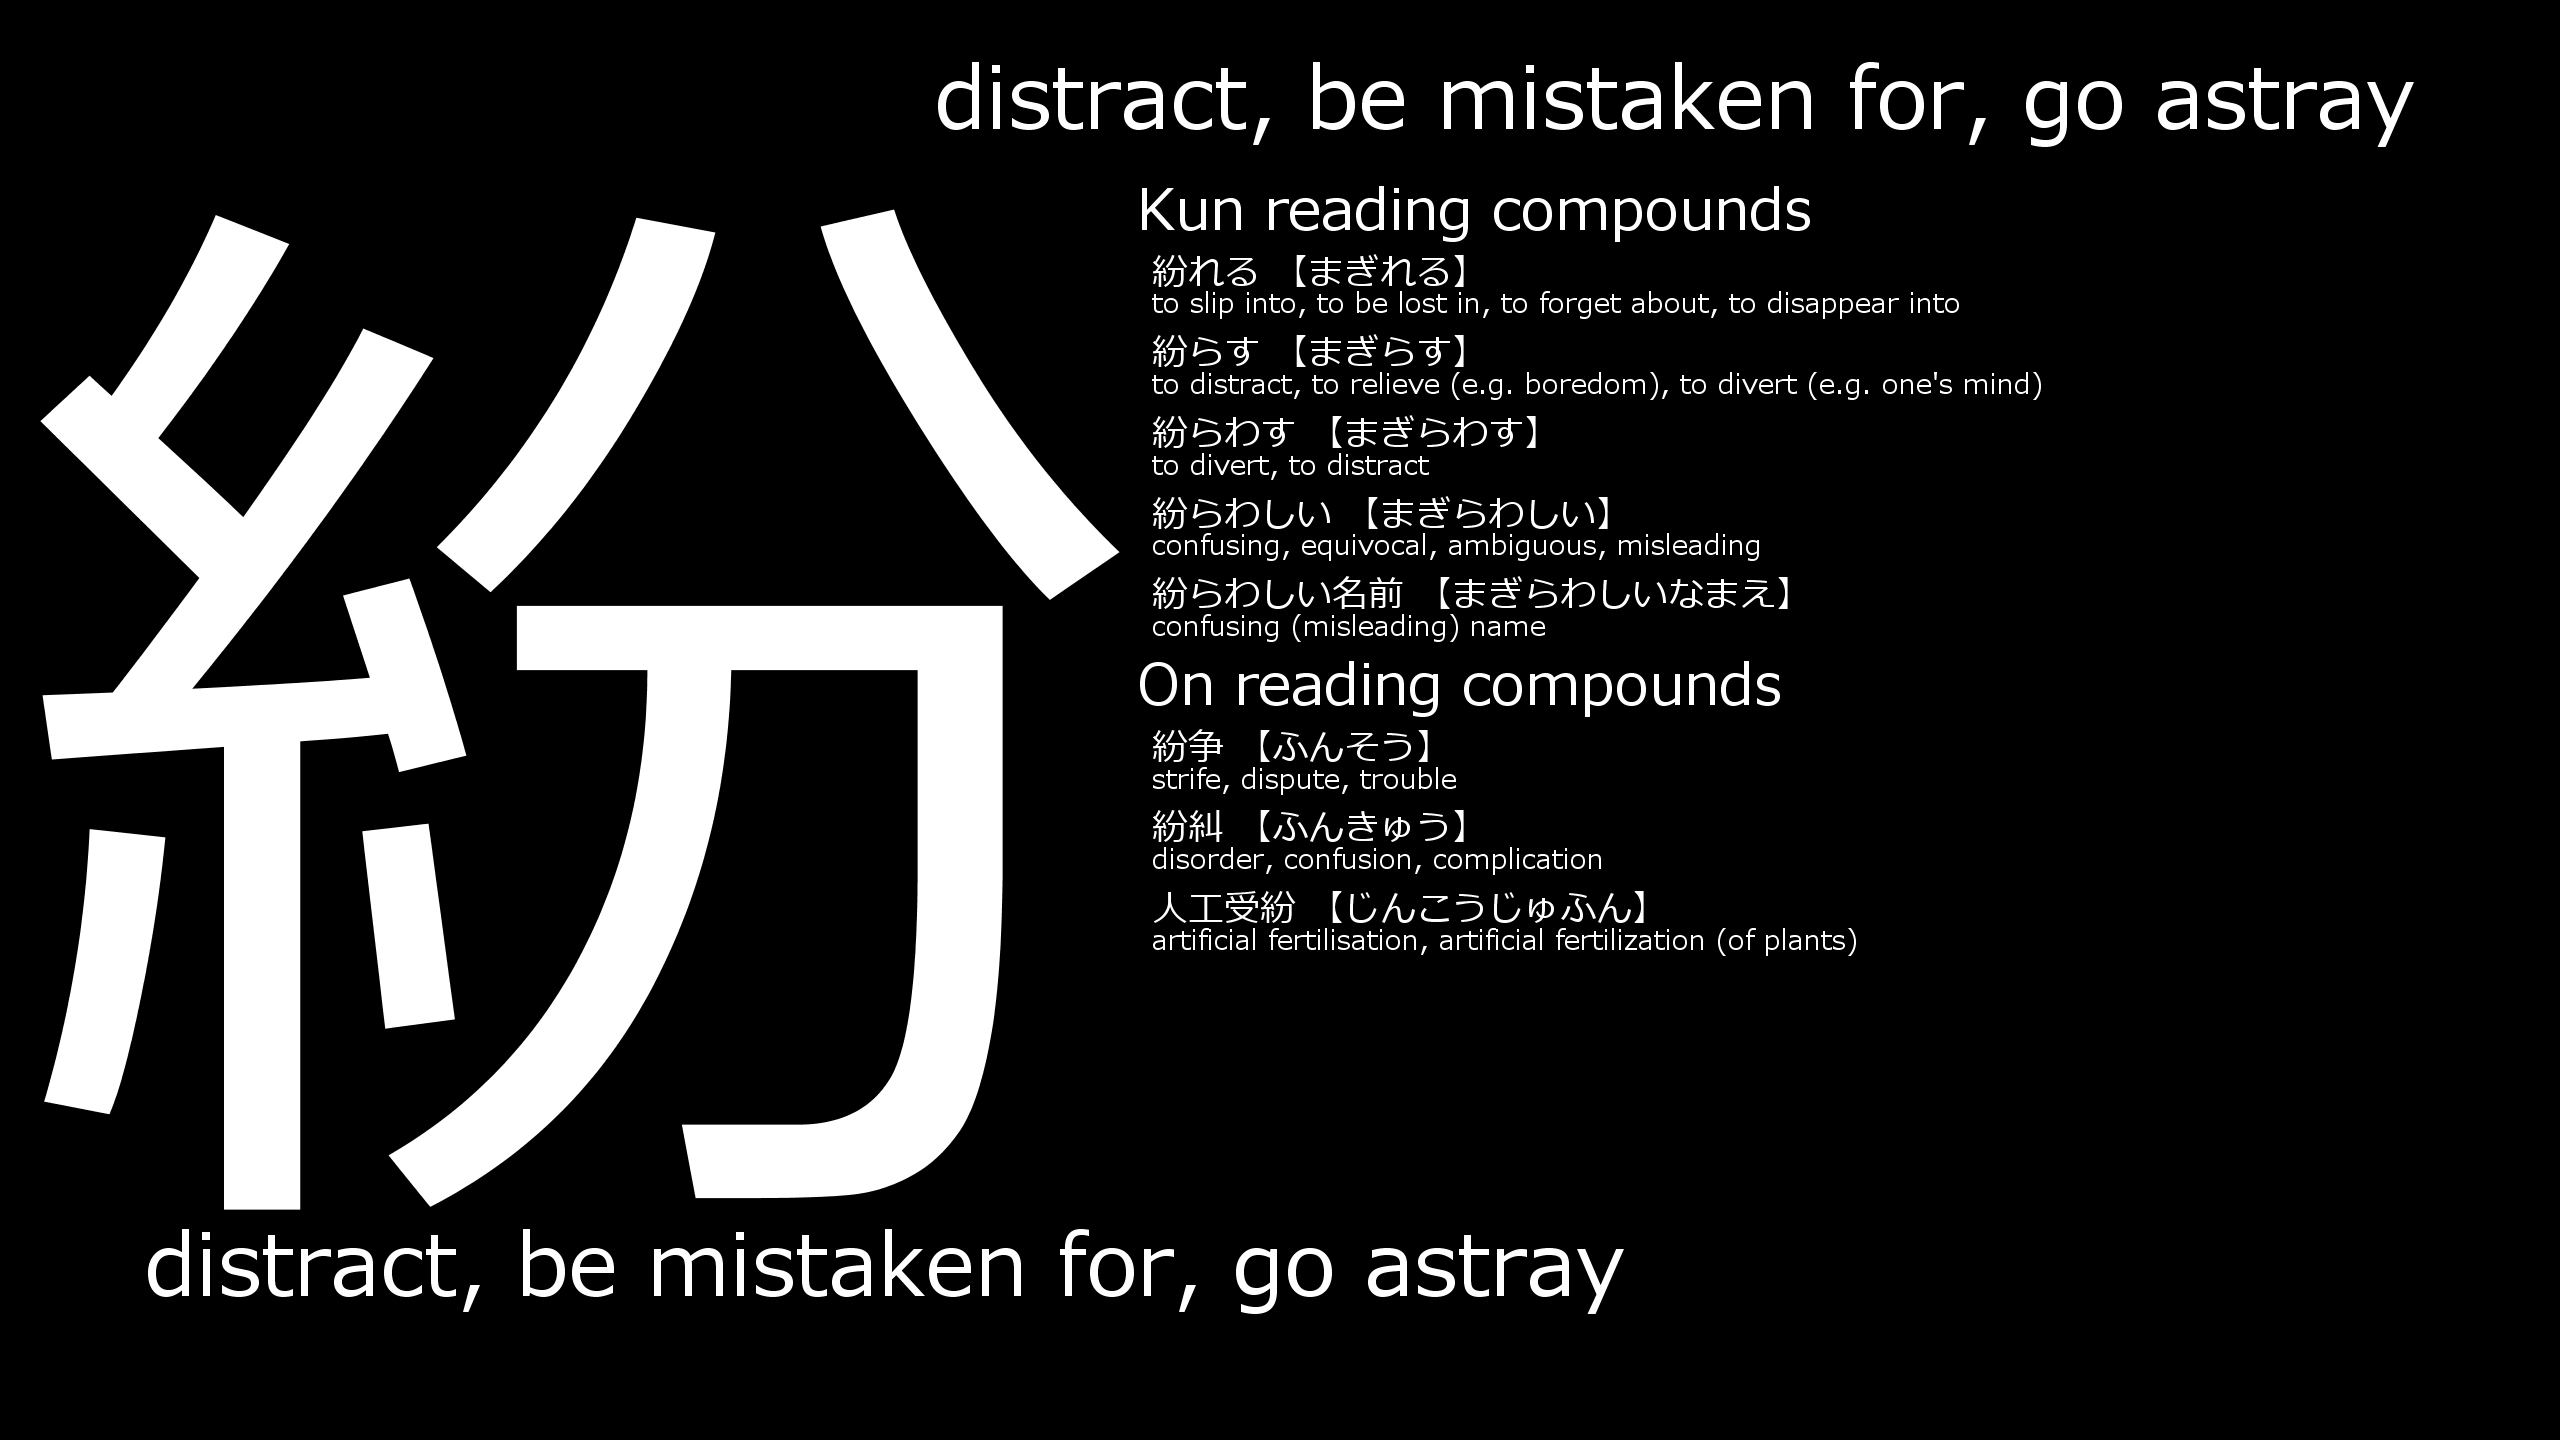 distract, be mistaken for, go astray
紛
Kun reading compounds
紛れる 【まぎれる】
to slip into, to be lost in, to forget about, to disappear into
紛らす 【まぎらす】
to distract, to relieve (e.g. boredom), to divert (e.g. one's mind)
紛らわす 【まぎらわす】
to divert, to distract
紛らわしい 【まぎらわしい】
confusing, equivocal, ambiguous, misleading
紛らわしい名前 【まぎらわしいなまえ】
confusing (misleading) name
On reading compounds
紛争 【ふんそう】
strife, dispute, trouble
紛糾 【ふんきゅう】
disorder, confusion, complication
人工受紛 【じんこうじゅふん】
artificial fertilisation, artificial fertilization (of plants)
distract, be mistaken for, go astray